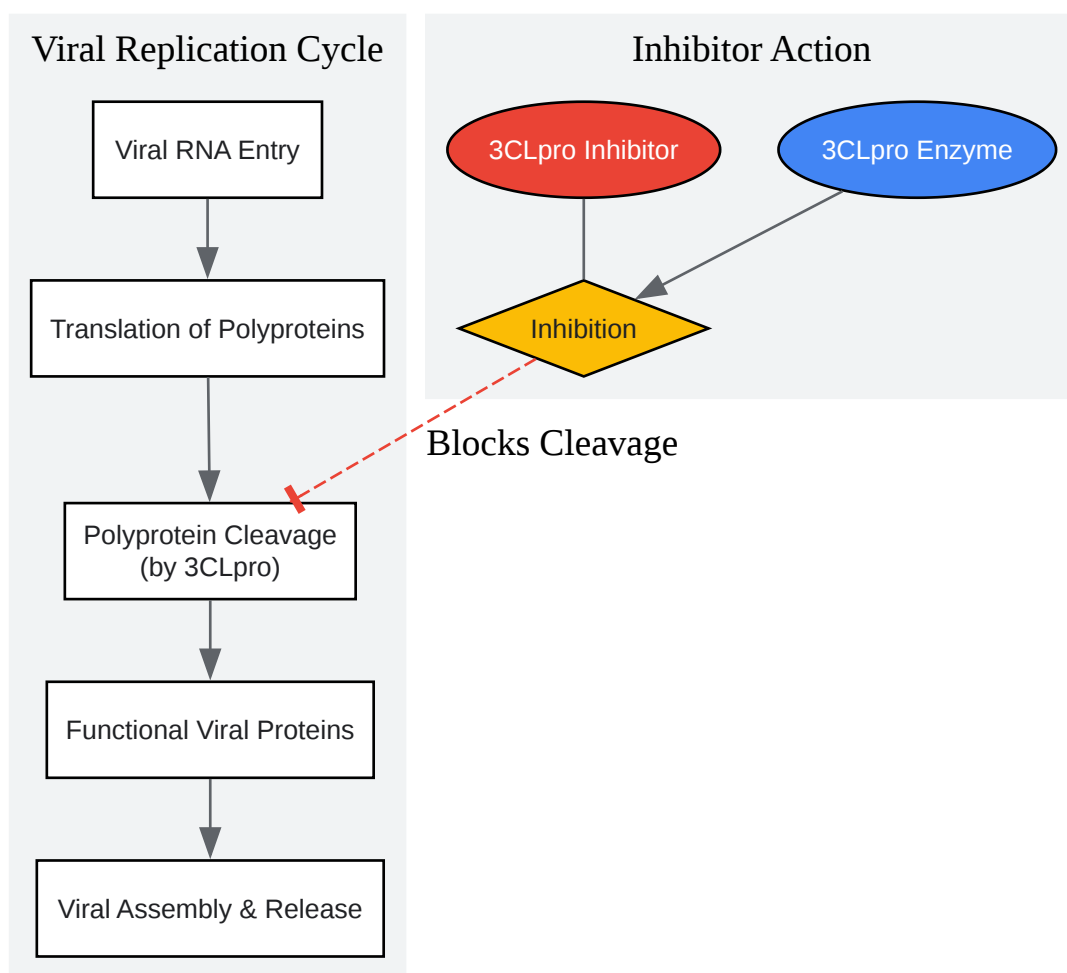 Viral Replication Cycle
Viral RNA Entry
Translation of Polyproteins
Polyprotein Cleavage
(by 3CLpro)
Functional Viral Proteins
Viral Assembly & Release
Inhibitor Action
3CLpro Inhibitor
3CLpro Enzyme
Inhibition
Blocks Cleavage